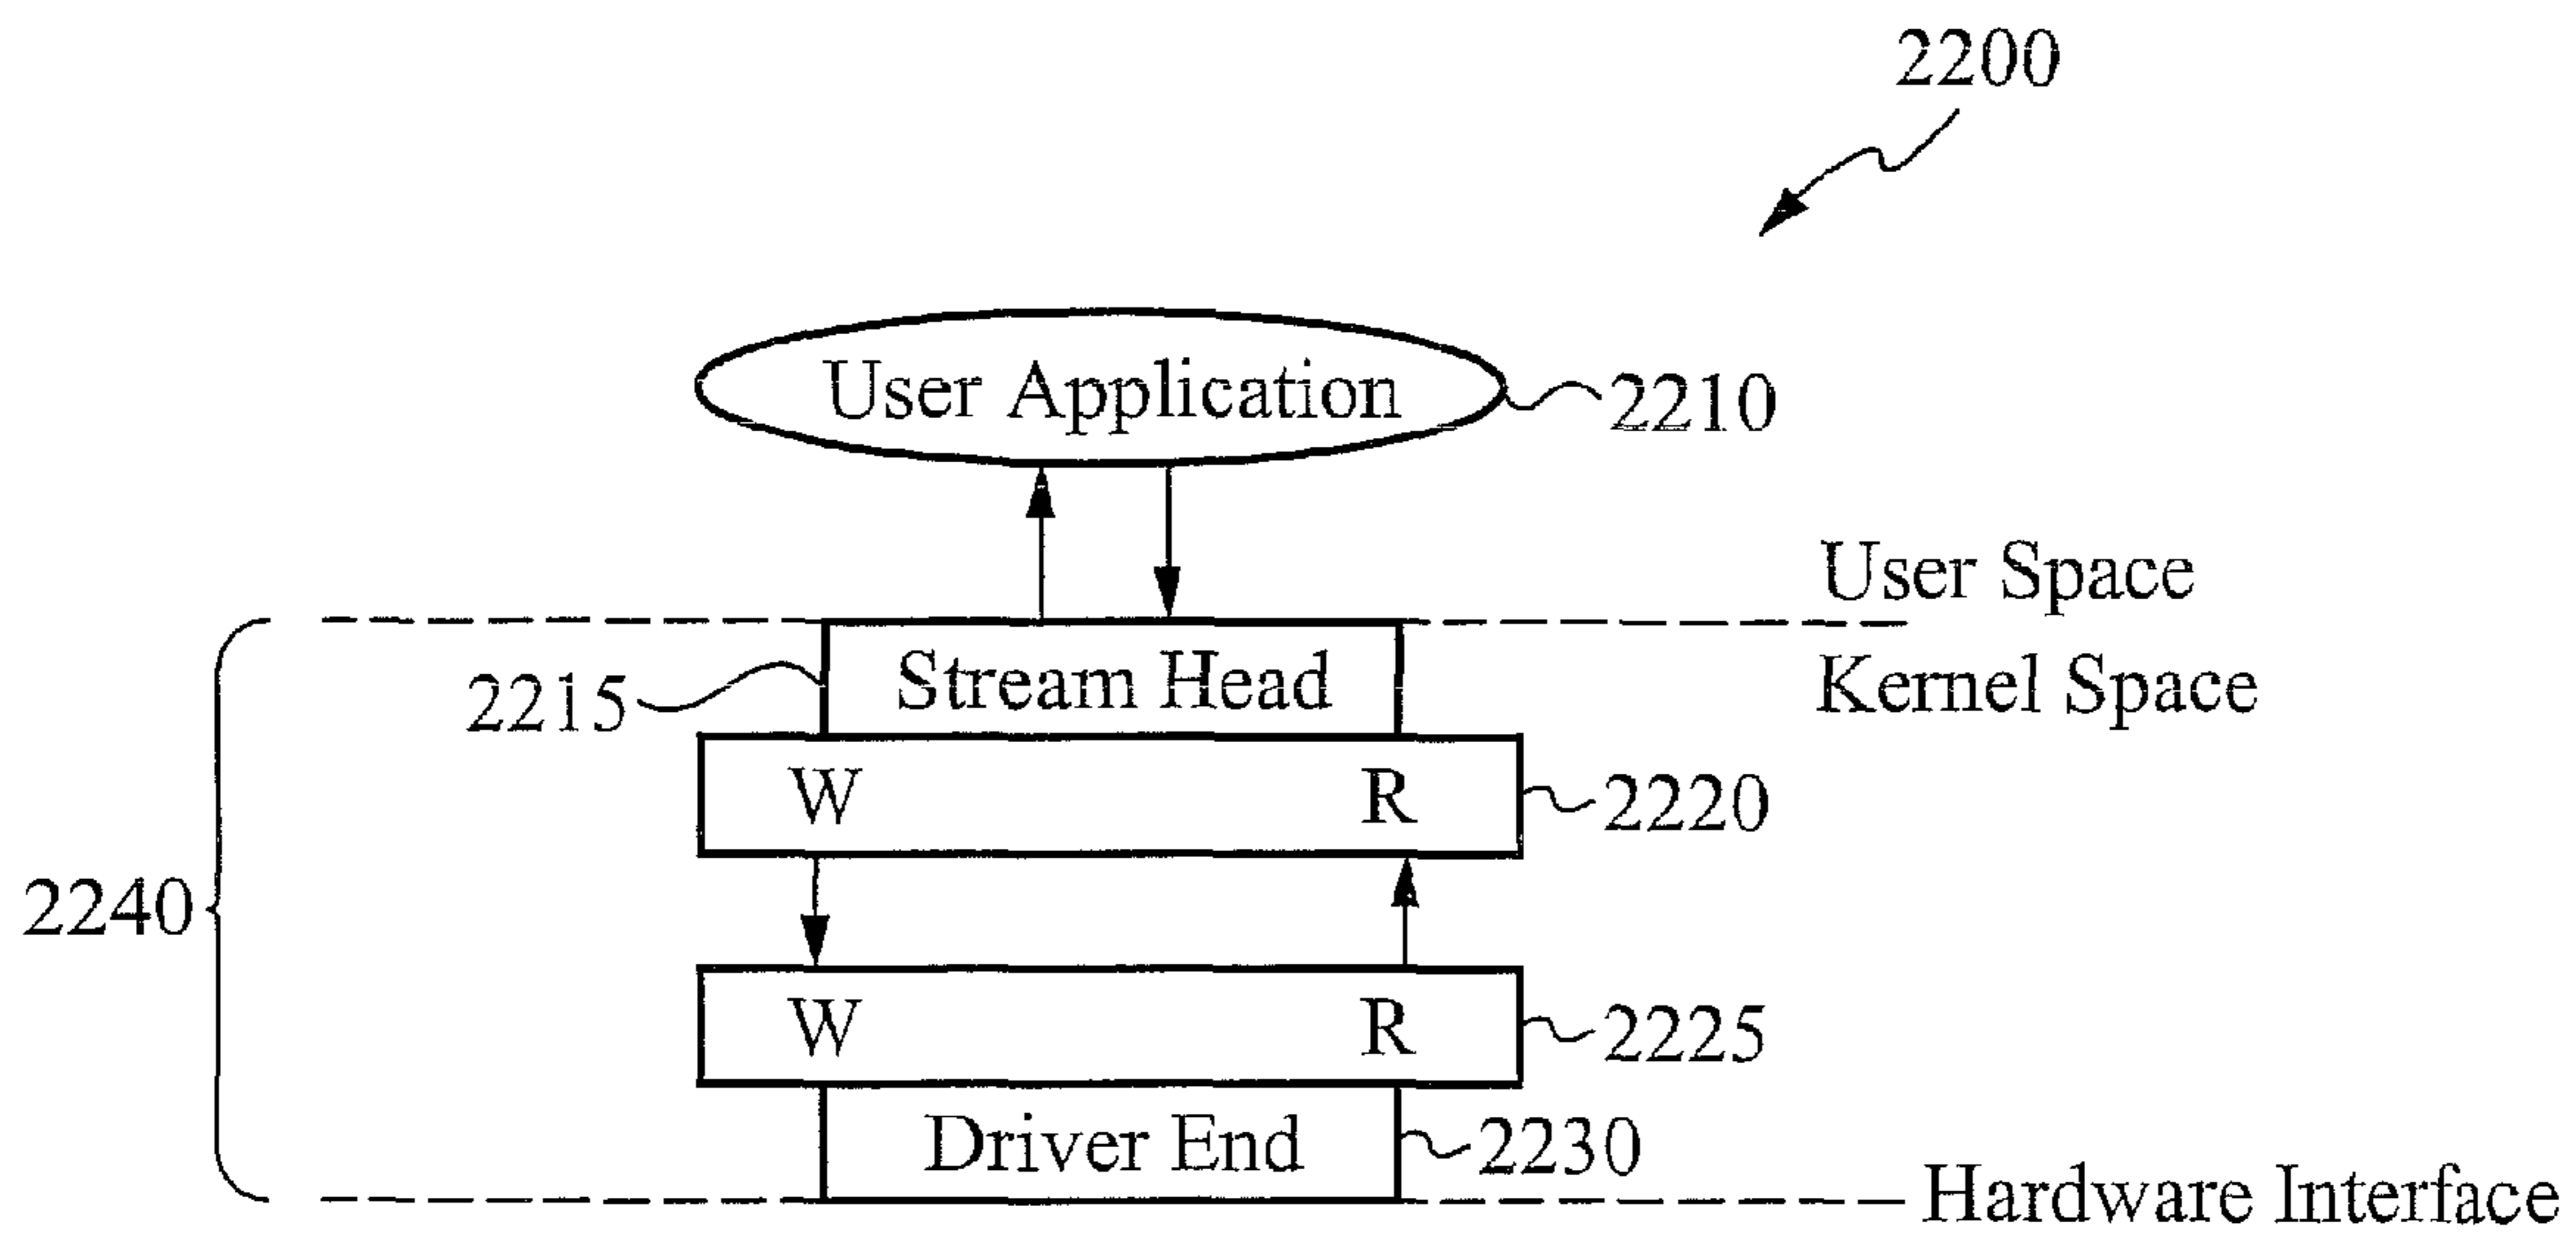 2200
User Application
2210
User Space
Stream Head
2215
Kernel Space
W R
2220
2240
W R
2225
Driver End
2230
Hardware Interface